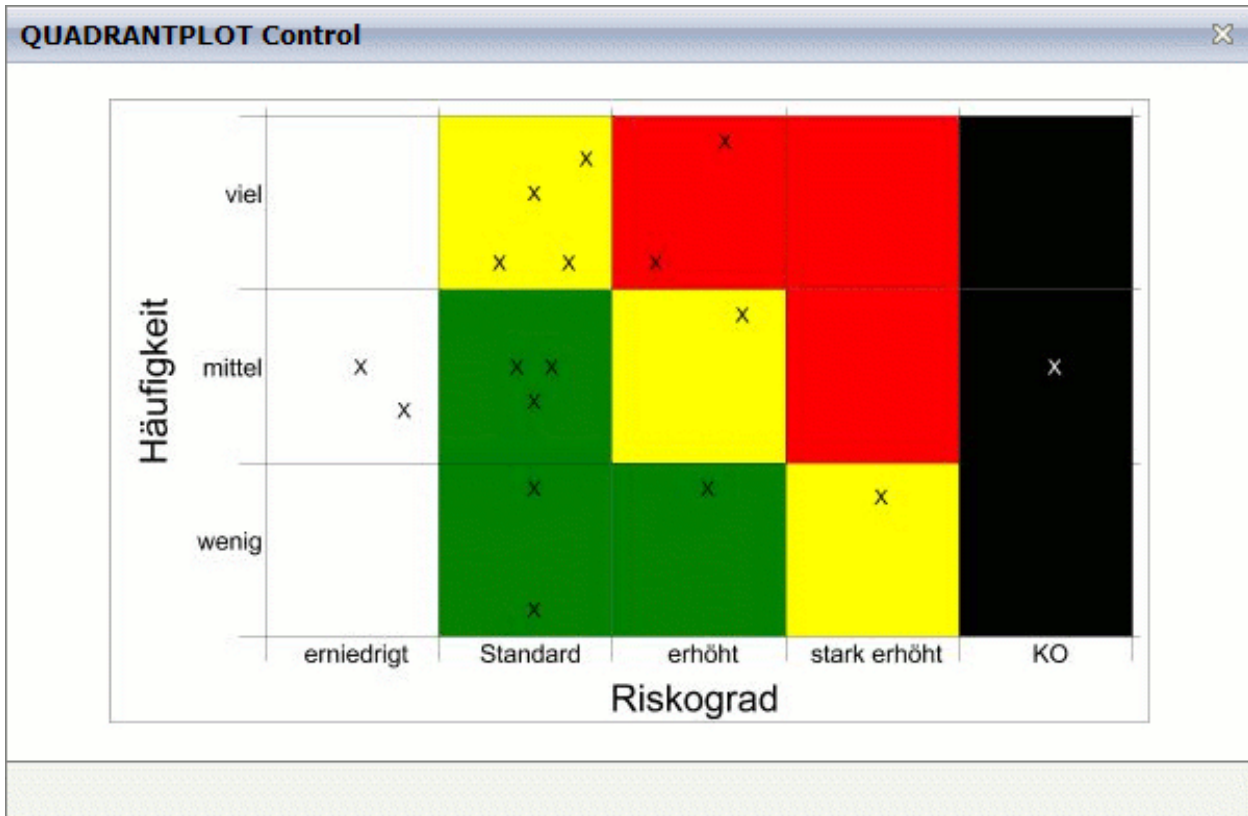 QUADRANTPLOT Control
X
X
viel
X
X
X
X
X
Häufigkeit
mittel
X
X
X
X
X
X
X
X
X
X
wenig
X
erniedrigt
Standard
erhöht
stark erhöht
KO
Riskograd